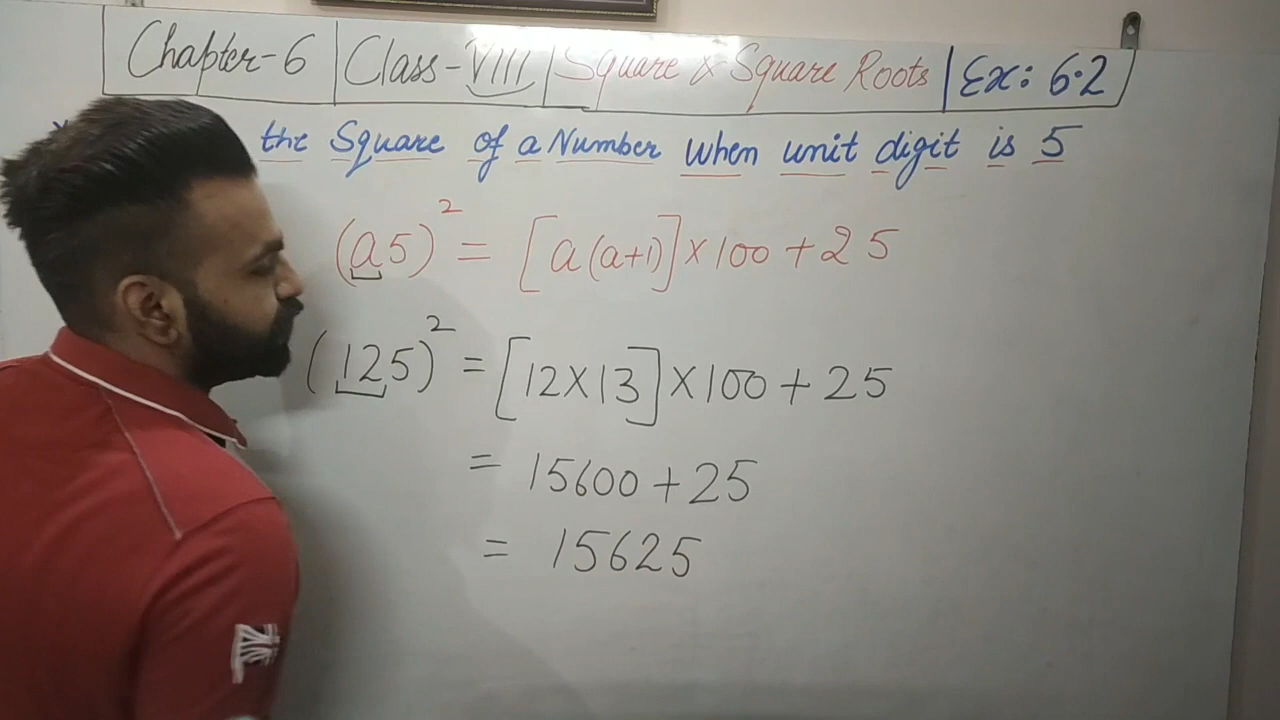 Chapter-6 | Class-VIII | Square & Square Roots | Ex: 6.2
the Square of a Number when unit digit is 5
(a5)² = [a(a+1)]×100+25
(125)² = [12×13]×100+25
= 15600+25
= 15625